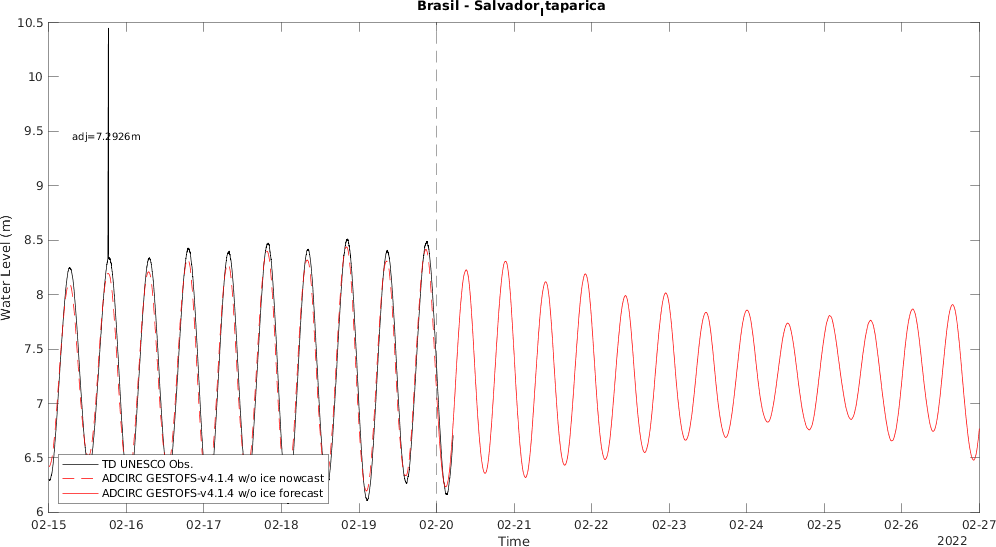 Brasil - Salvador_Itaparica
10.5
10
9.5
9
8.5
8
7.5
7
6.5
6
Water Level (m)
adj=7.2926m
TD UNESCO Obs.
ADCIRC GESTOFS-v4.1.4 w/o ice nowcast
ADCIRC GESTOFS-v4.1.4 w/o ice forecast
02-15 02-16 02-17 02-18 02-19 02-20 02-21 02-22 02-23 02-24 02-25 02-26 02-27
Time
2022